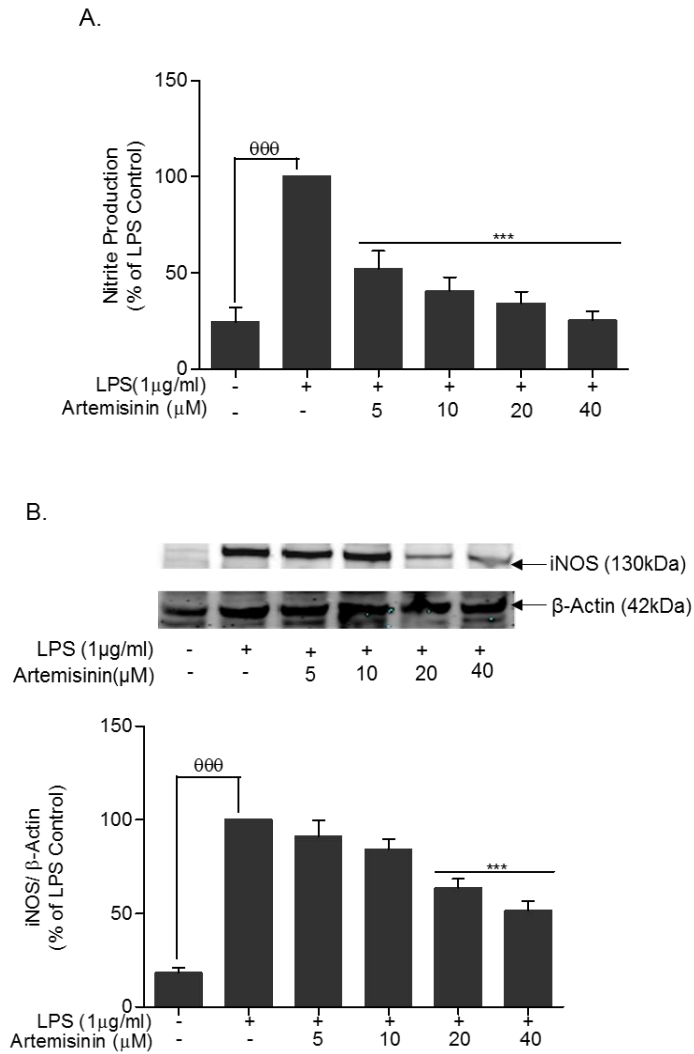 A.
Nitrite Production
(% of LPS Control)
150
100
50
0
θθθ
***
LPS(1μg/ml) - + + + + +
Artemisinin (μM) - - 5 10 20 40
B.
iNOS (130kDa)
β-Actin (42kDa)
LPS (1μg/ml) - + + + + +
Artemisinin(μM) - - 5 10 20 40
iNOS/ β-Actin
(% of LPS Control)
150
100
50
0
θθθ
***
LPS (1μg/ml) - + + + + +
Artemisinin (μM) - - 5 10 20 40